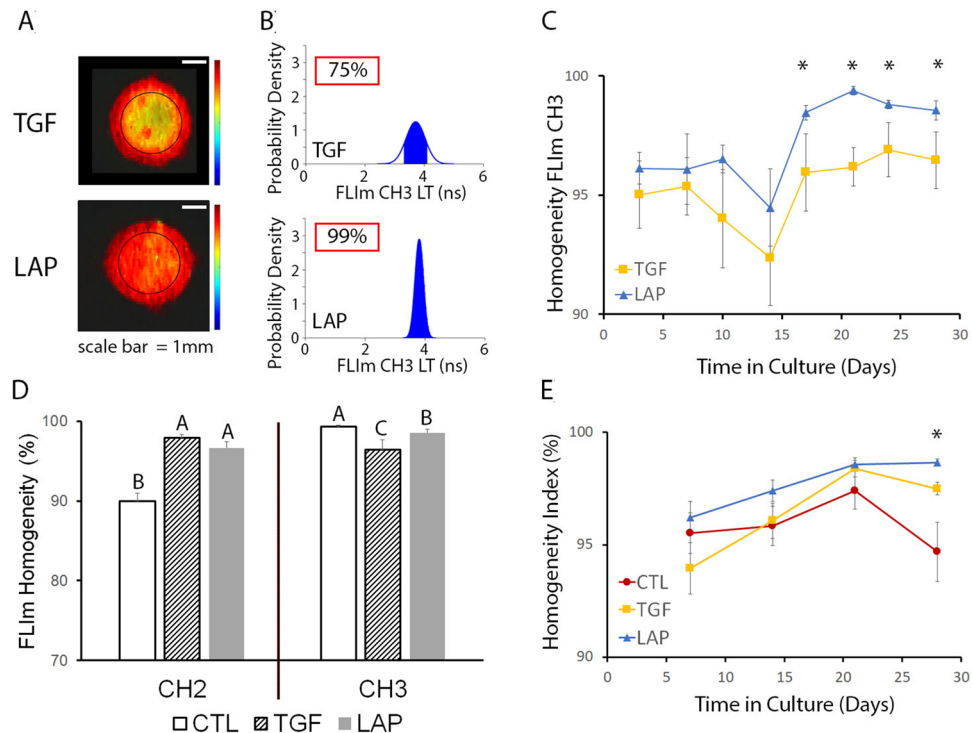 A
TGF
LAP
scale bar = 1mm
B
Probability Density
3
2
1
0
75%
TGF
0 2 4 6
FLIm CH3 LT (ns)
Probability Density
3
2
1
0
99%
LAP
0 2 4 6
FLIm CH3 LT (ns)
C
Homogeneity FLIm CH3
100
95
90
* * * *
TGF
LAP
0 5 10 15 20 25 30
Time in Culture (Days)
D
FLIm Homogeneity (%)
100
90
80
70
B A A A C B
CH2 CH3
CTL TGF LAP
E
Homogeneity Index (%)
100
95
90
*
CTL
TGF
LAP
0 5 10 15 20 25 30
Time in Culture (Days)